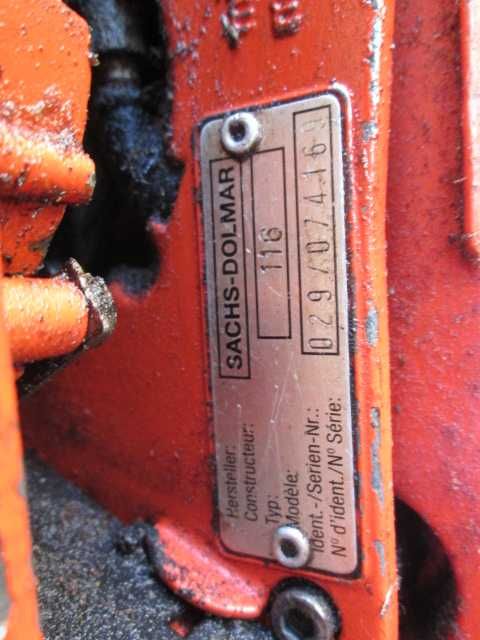 Hersteller:
Constructeur:
SACHS-DOLMAR
Typ:
Modèle:
116
Ident.-/Serien-Nr.:
N° d'ident./N° Série:
029/074169